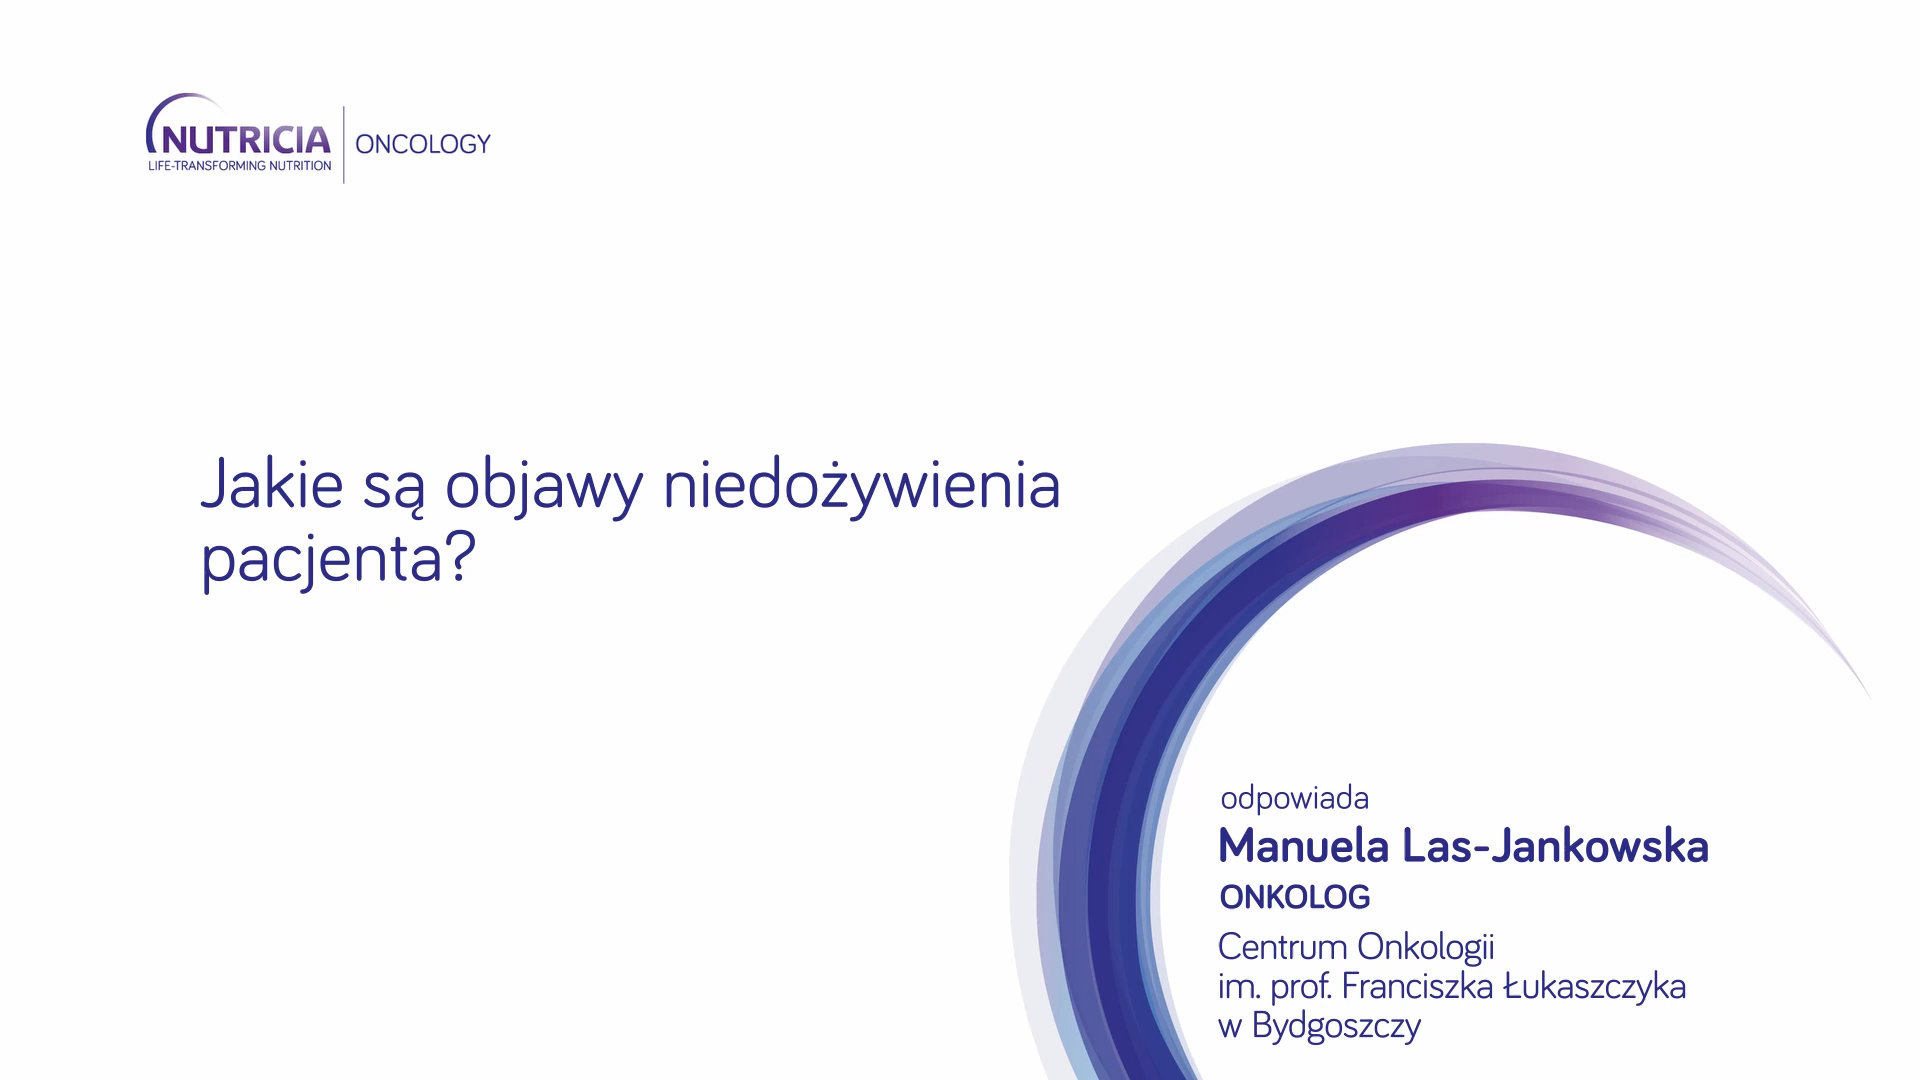 NUTRICIA
LIFE-TRANSFORMING NUTRITION
ONCOLOGY
Jakie są objawy niedożywienia
pacjenta?
odpowiada
Manuela Las-Jankowska
ONKOLOG
Centrum Onkologii
im. prof. Franciszka Łukaszczyka
w Bydgoszczy